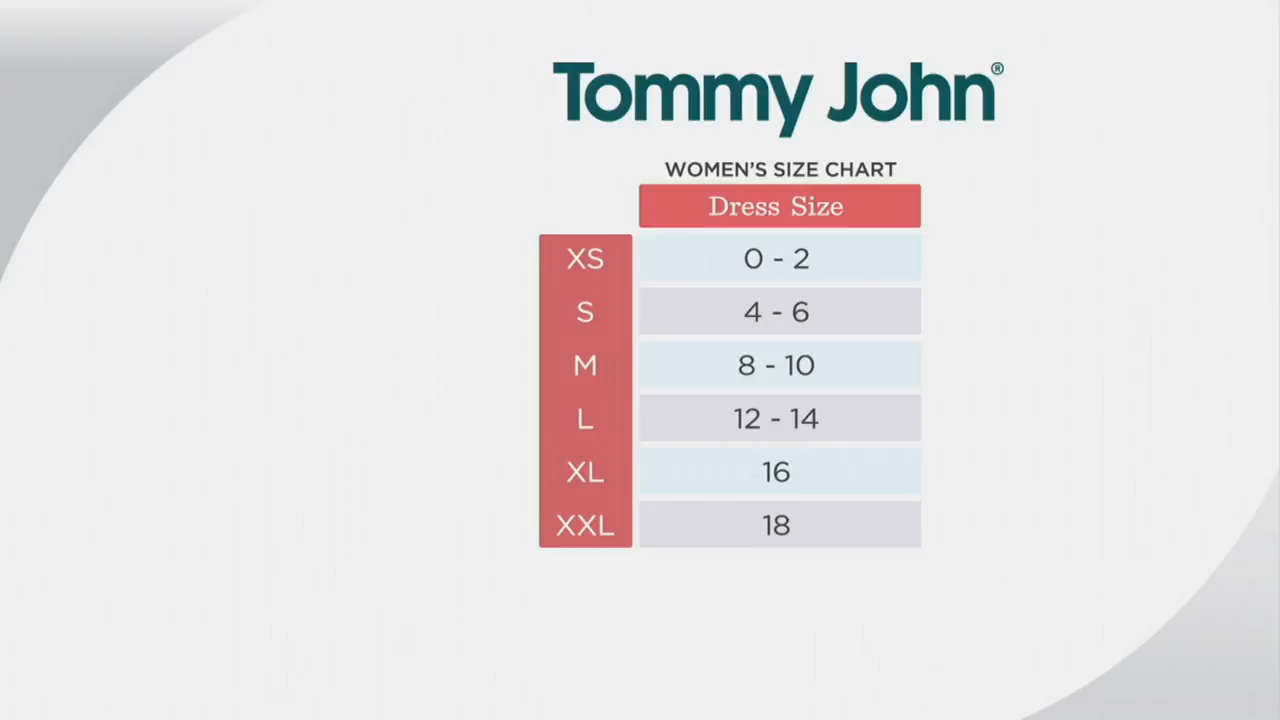 Tommy John®
WOMEN'S SIZE CHART
Dress Size
XS 0 - 2
S 4 - 6
M 8 - 10
L 12 - 14
XL 16
XXL 18